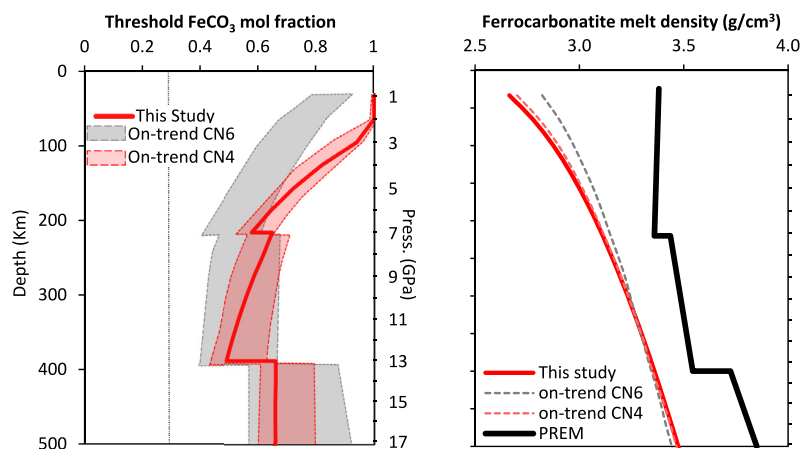 Threshold FeCO3 mol fraction
0 0.2 0.4 0.6 0.8 1
0
100
200
300
400
500
Depth (Km)
1
3
5
7
9
11
13
15
17
Press. (GPa)
This Study
On-trend CN6
On-trend CN4
Ferrocarbonatite melt density (g/cm³)
2.5 3.0 3.5 4.0
This study
on-trend CN6
on-trend CN4
PREM